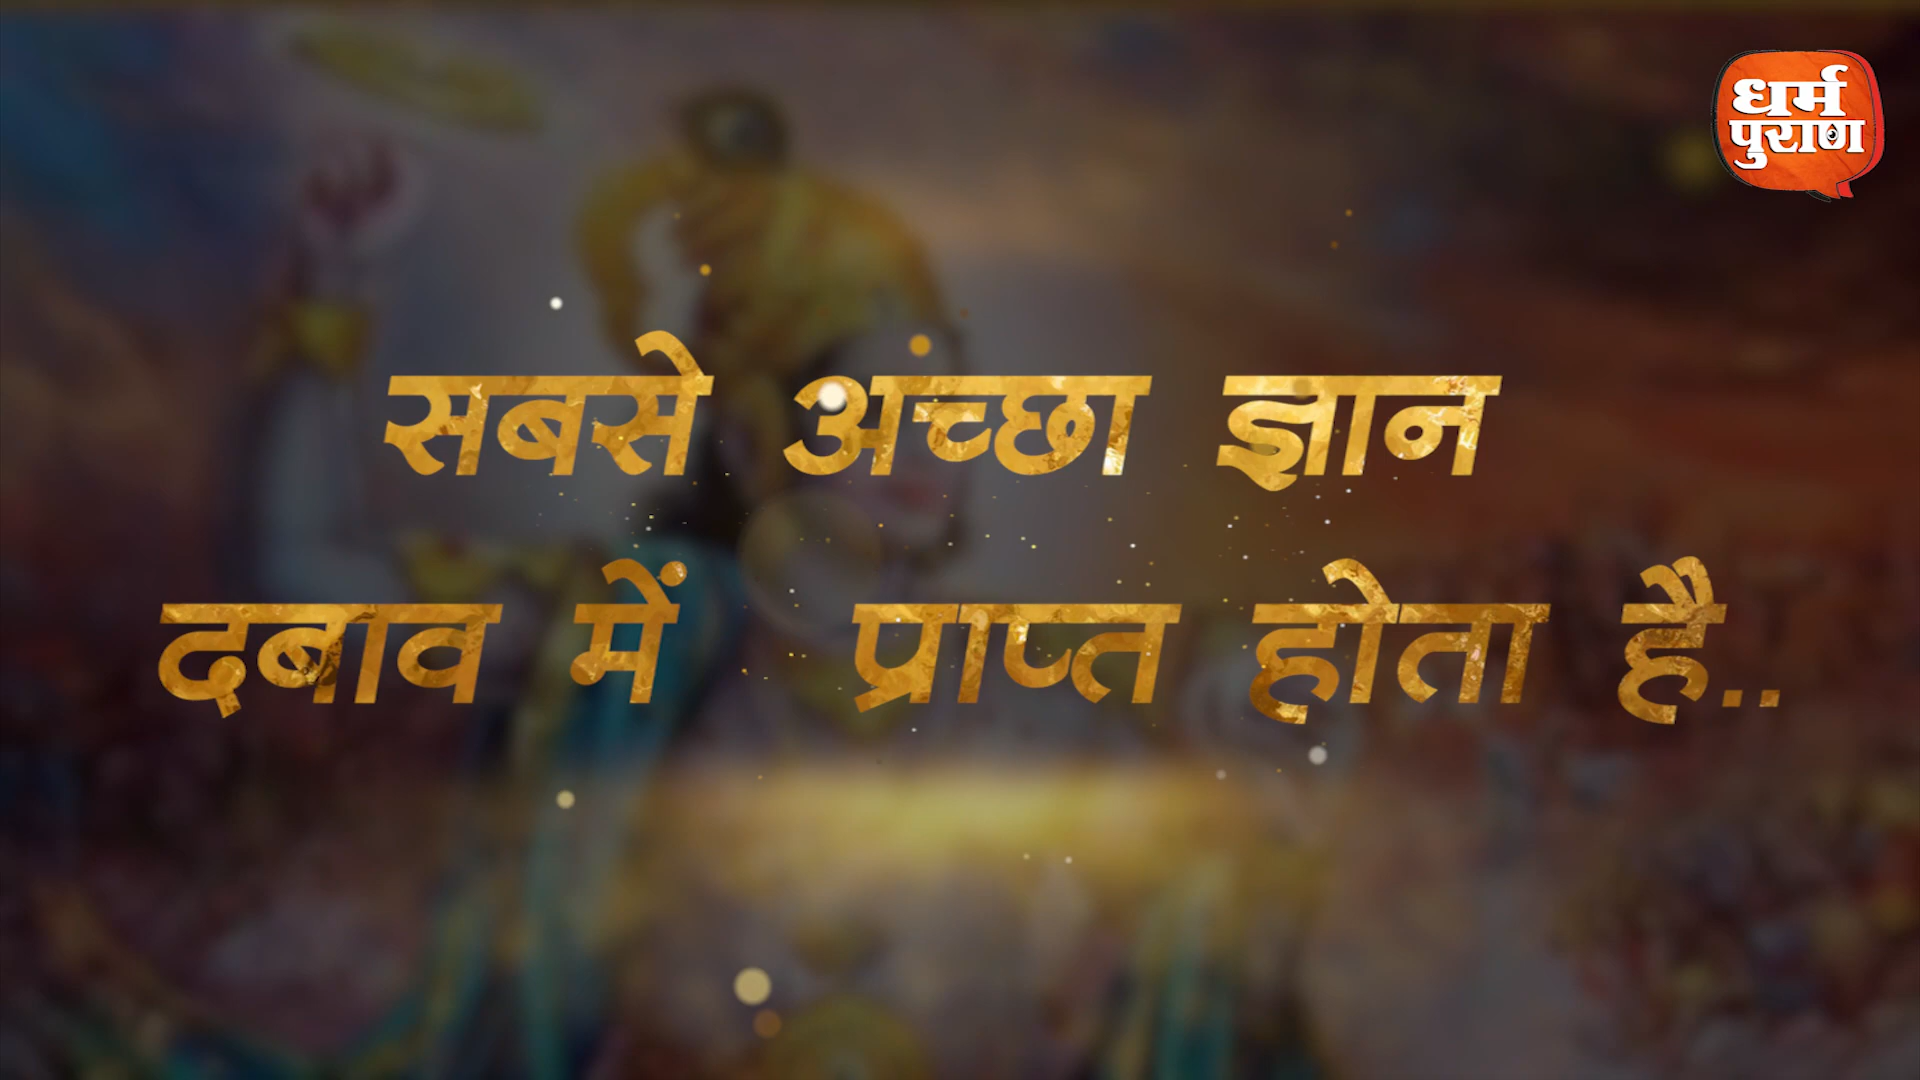 धर्म
पुराण
सबसे अच्छा ज्ञान
दबाव में प्राप्त होता है..